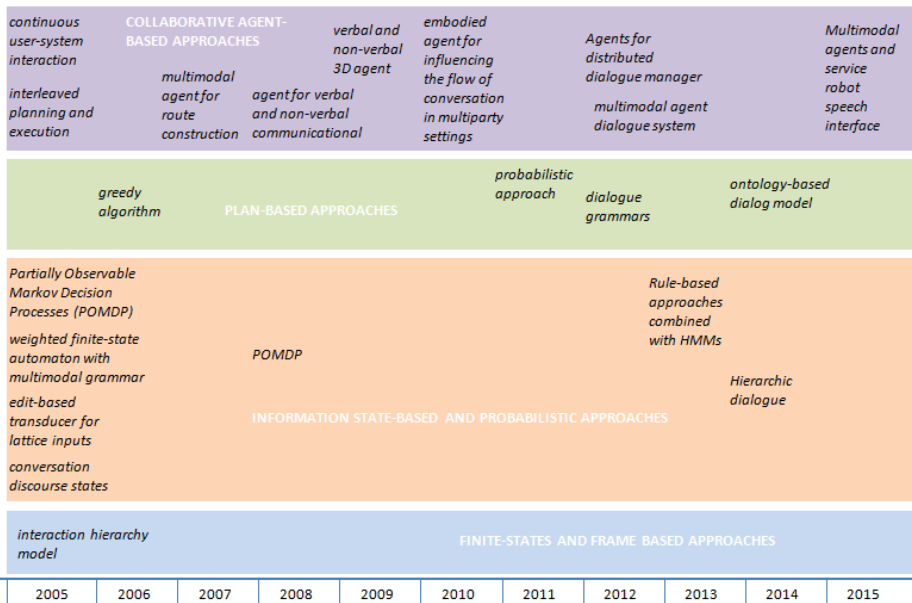 continuous
user-system
interaction
interleaved
planning and
execution
COLLABORATIVE AGENT-
BASED APPROACHES
multimodal
agent for
route
construction
agent for verbal
and non-verbal
communicational
verbal and
non-verbal
3D agent
embodied
agent for
influencing
the flow of
conversation
in multiparty
settings
Agents for
distributed
dialogue manager
multimodal agent
dialogue system
Multimodal
agents and
service
robot
speech
interface
greedy
algorithm
PLAN-BASED APPROACHES
probabilistic
approach
dialogue
grammars
ontology-based
dialog model
Partially Observable
Markov Decision
Processes (POMDP)
weighted finite-state
automaton with
multimodal grammar
edit-based
transducer for
lattice inputs
conversation
discourse states
POMDP
INFORMATION STATE-BASED AND PROBABILISTIC APPROACHES
Rule-based
approaches
combined
with HMMs
Hierarchic
dialogue
interaction hierarchy
model
FINITE-STATES AND FRAME BASED APPROACHES
2005 2006 2007 2008 2009 2010 2011 2012 2013 2014 2015